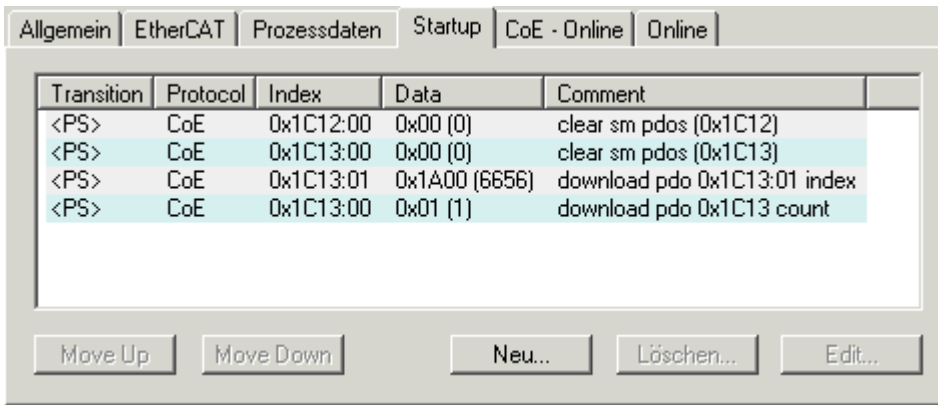 Allgemein EtherCAT Prozessdaten Startup CoE - Online Online
Transition Protocol Index Data Comment
<PS> CoE 0x1C12:00 0x00 (0) clear sm pdos (0x1C12)
<PS> CoE 0x1C13:00 0x00 (0) clear sm pdos (0x1C13)
<PS> CoE 0x1C13:01 0x1A00 (6656) download pdo 0x1C13:01 index
<PS> CoE 0x1C13:00 0x01 (1) download pdo 0x1C13 count
Move Up Move Down Neu... Löschen... Edit...